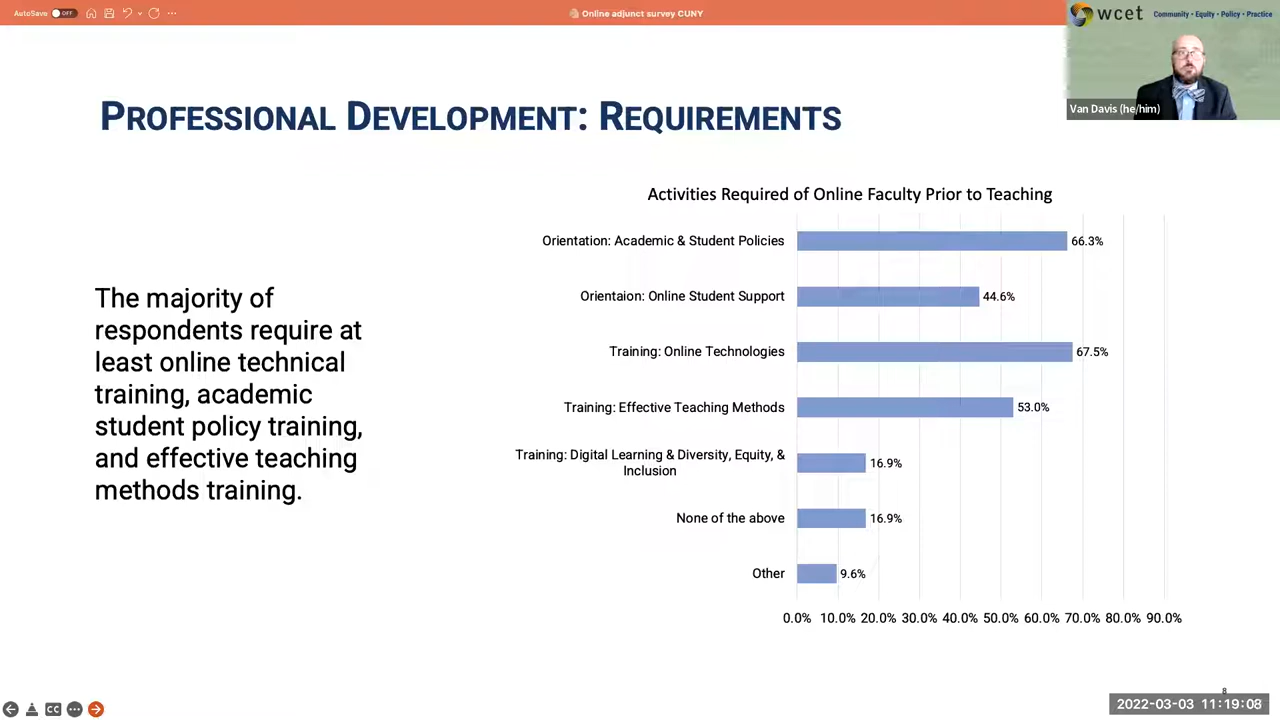 AutoSave OFF
Online adjunct survey CUNY
wcet Community • Equity • Policy • Practice
Van Davis (he/him)
PROFESSIONAL DEVELOPMENT: REQUIREMENTS
The majority of
respondents require at
least online technical
training, academic
student policy training,
and effective teaching
methods training.
Activities Required of Online Faculty Prior to Teaching
Orientation: Academic & Student Policies 66.3%
Orientaion: Online Student Support 44.6%
Training: Online Technologies 67.5%
Training: Effective Teaching Methods 53.0%
Training: Digital Learning & Diversity, Equity, &
Inclusion 16.9%
None of the above 16.9%
Other 9.6%
0.0% 10.0% 20.0% 30.0% 40.0% 50.0% 60.0% 70.0% 80.0% 90.0%
8
CC
2022-03-03 11:19:08